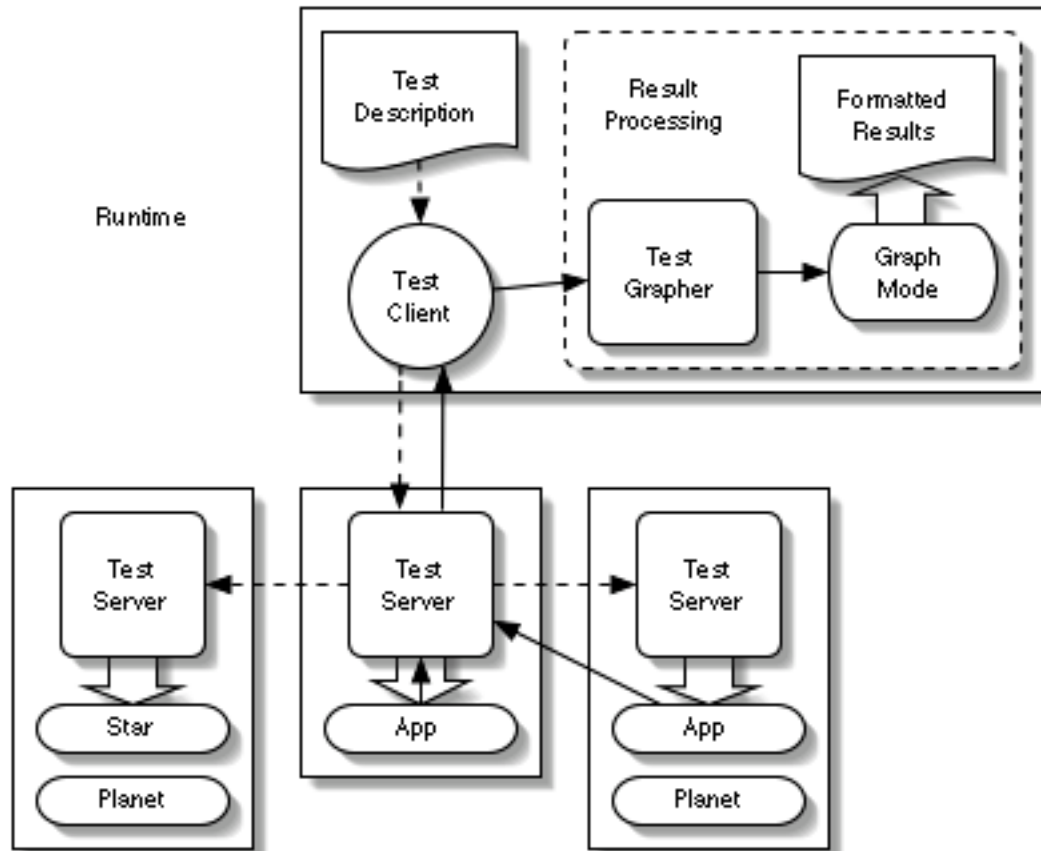 Test
Description
Result
Processing
Formatted
Results
Runtime
Test
Client
Test
Grapher
Graph
Mode
Test
Server
Test
Server
Test
Server
Star
App
App
Planet
Planet